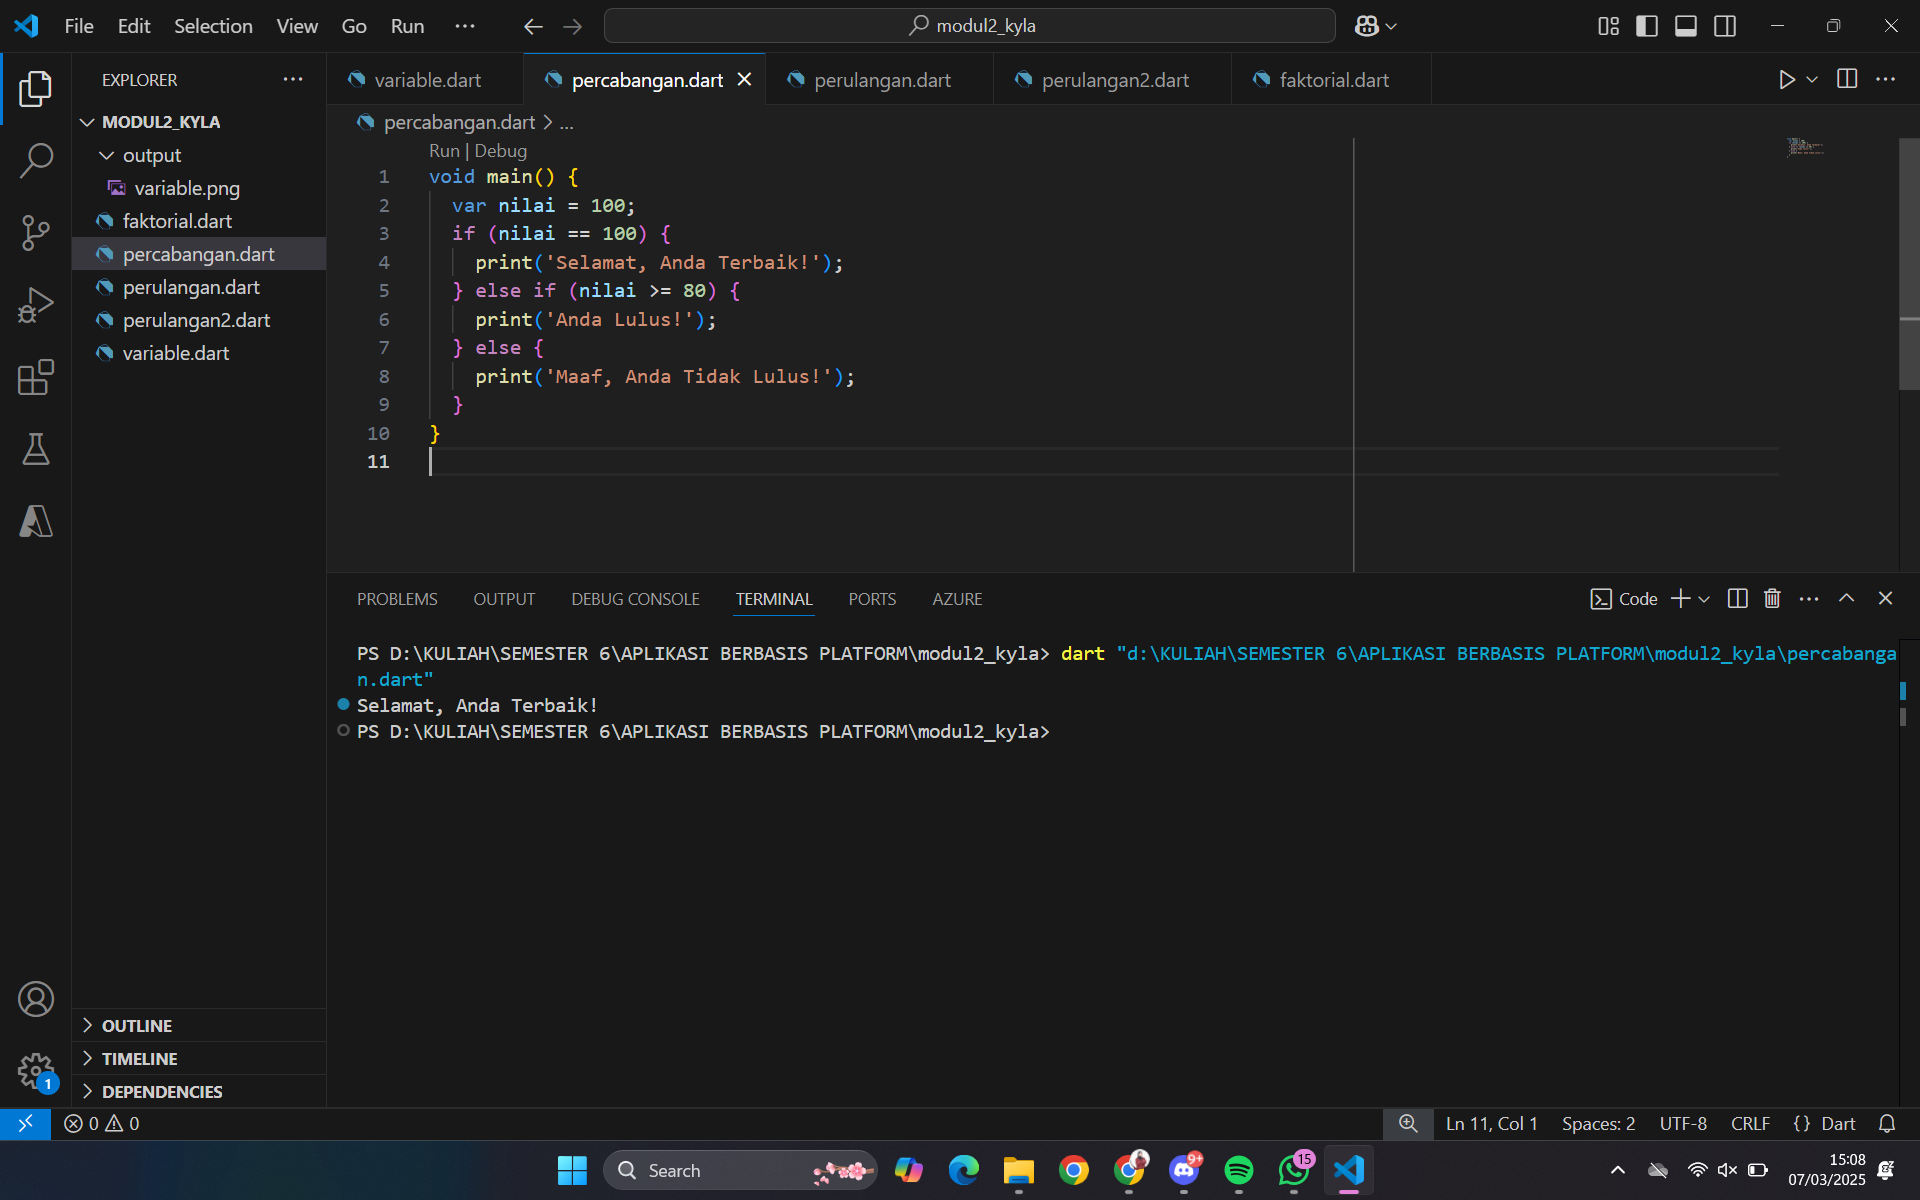 File Edit Selection View Go Run ··· modul2_kyla
EXPLORER ···
variable.dart percabangan.dart perulangan.dart perulangan2.dart faktorial.dart
MODUL2_KYLA
output
variable.png
faktorial.dart
percabangan.dart
perulangan.dart
perulangan2.dart
variable.dart
OUTLINE
TIMELINE
DEPENDENCIES
percabangan.dart > ...
Run | Debug
1 void main() {
2 var nilai = 100;
3 if (nilai == 100) {
4 print('Selamat, Anda Terbaik!');
5 } else if (nilai >= 80) {
6 print('Anda Lulus!');
7 } else {
8 print('Maaf, Anda Tidak Lulus!');
9 }
10 }
11
PROBLEMS OUTPUT DEBUG CONSOLE TERMINAL PORTS AZURE Code
PS D:\KULIAH\SEMESTER 6\APLIKASI BERBASIS PLATFORM\modul2_kyla> dart "d:\KULIAH\SEMESTER 6\APLIKASI BERBASIS PLATFORM\modul2_kyla\percabanga
n.dart"
Selamat, Anda Terbaik!
PS D:\KULIAH\SEMESTER 6\APLIKASI BERBASIS PLATFORM\modul2_kyla>
1
0 0 Ln 11, Col 1 Spaces: 2 UTF-8 CRLF {} Dart
Search 9+ 15 15:08
07/03/2025